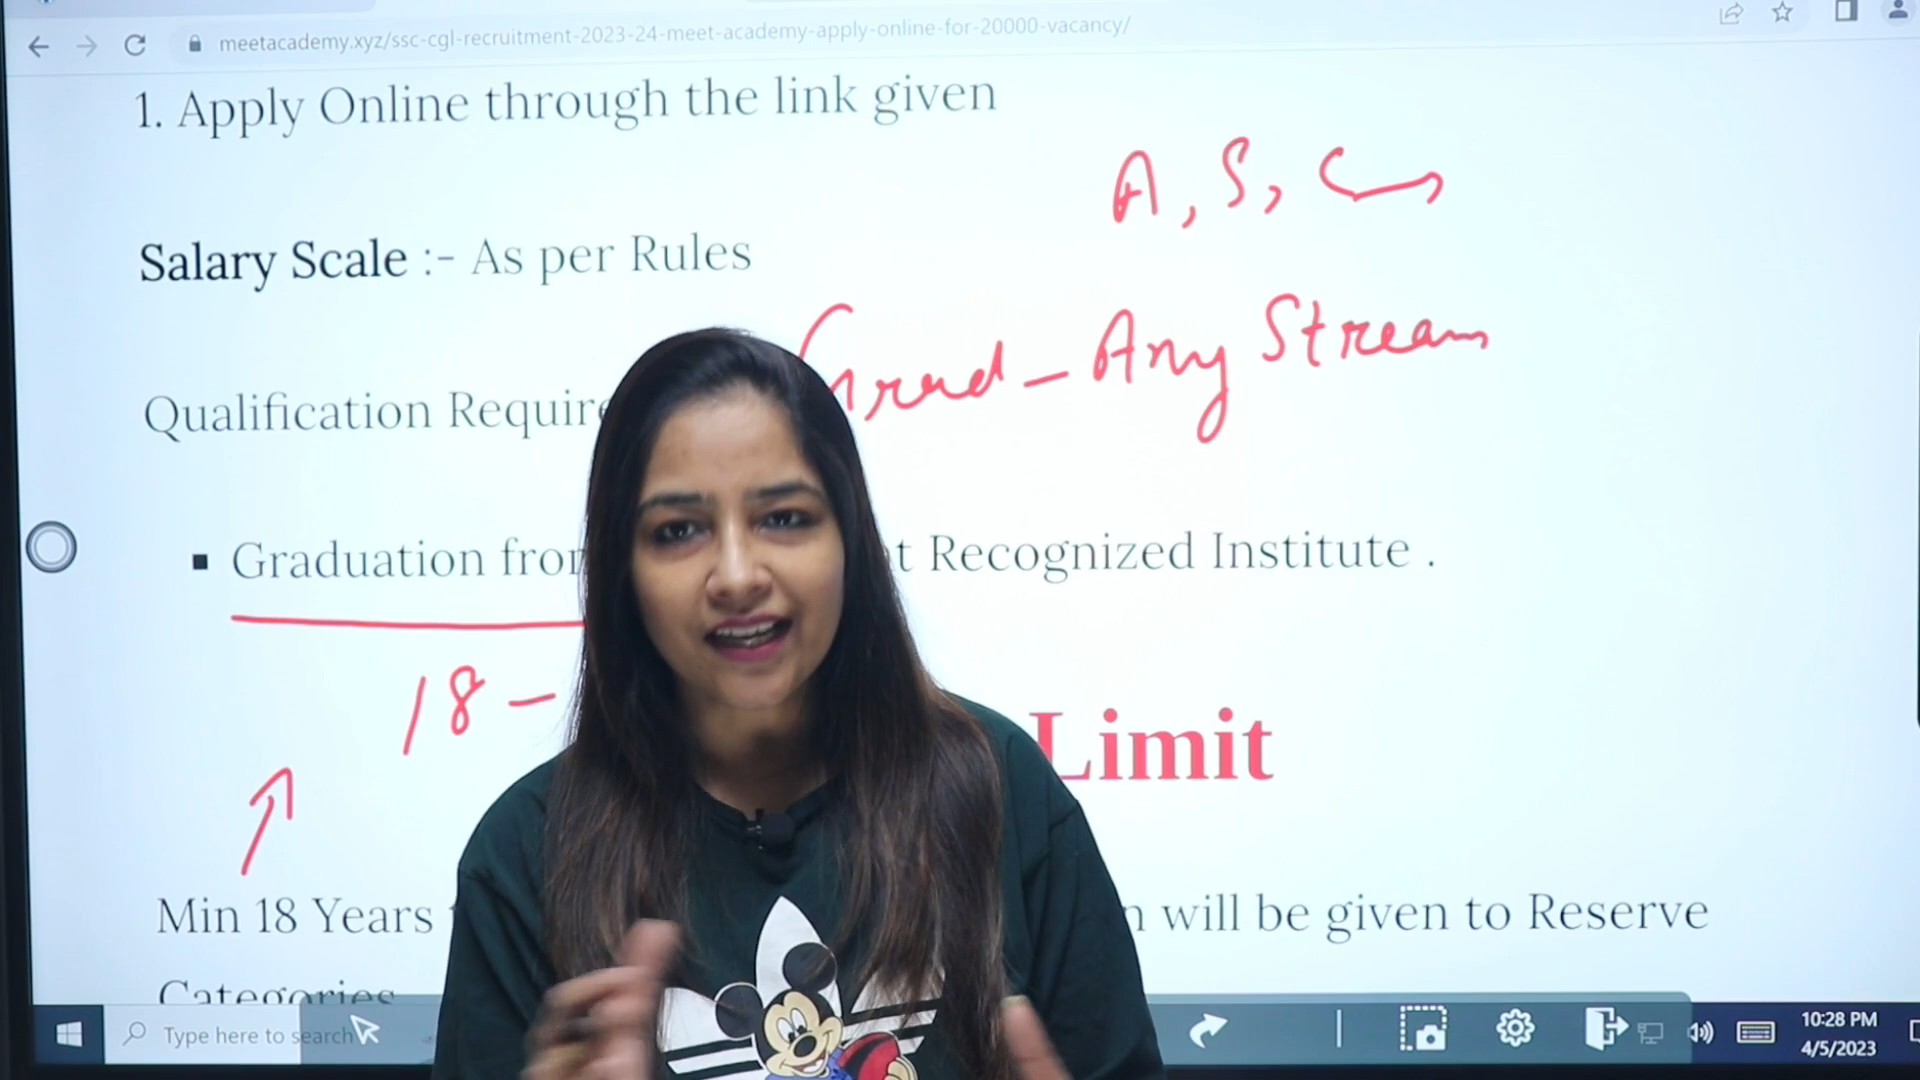 meetacademy.xyz/ssc-cgl-recruitment-2023-24-meet-academy-apply-online-for-20000-vacancy/
1. Apply Online through the link given
A, S, C
Salary Scale :- As per Rules
Grad - Any Stream
Qualification Require
Graduation from t Recognized Institute .
18 -
Limit
Min 18 Years n will be given to Reserve
Categories
Type here to search
10:28 PM
4/5/2023